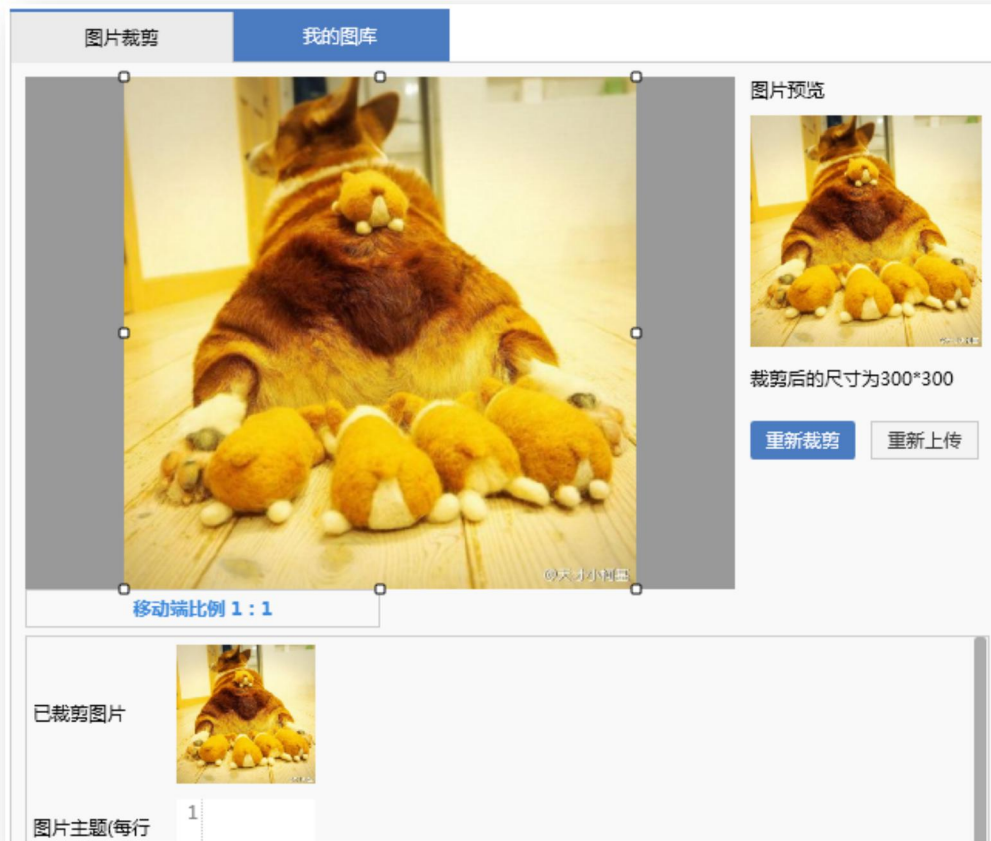 图片裁剪
我的图库
图片预览
裁剪后的尺寸为300*300
重新裁剪
重新上传
移动端比例 1：1
已裁剪图片
1
图片主题(每行